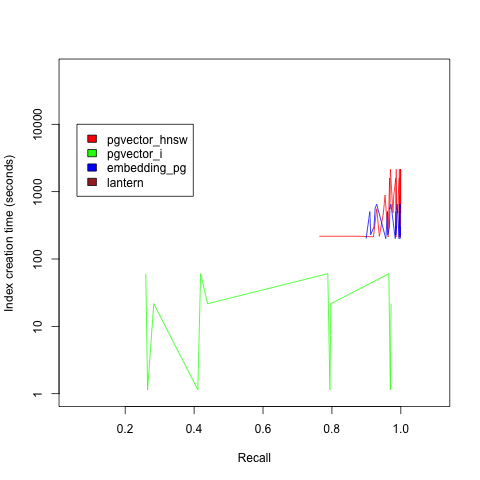 10000
1000
100
10
1
Index creation time (seconds)
pgvector_hnsw
pgvector_i
embedding_pg
lantern
0.2 0.4 0.6 0.8 1.0
Recall